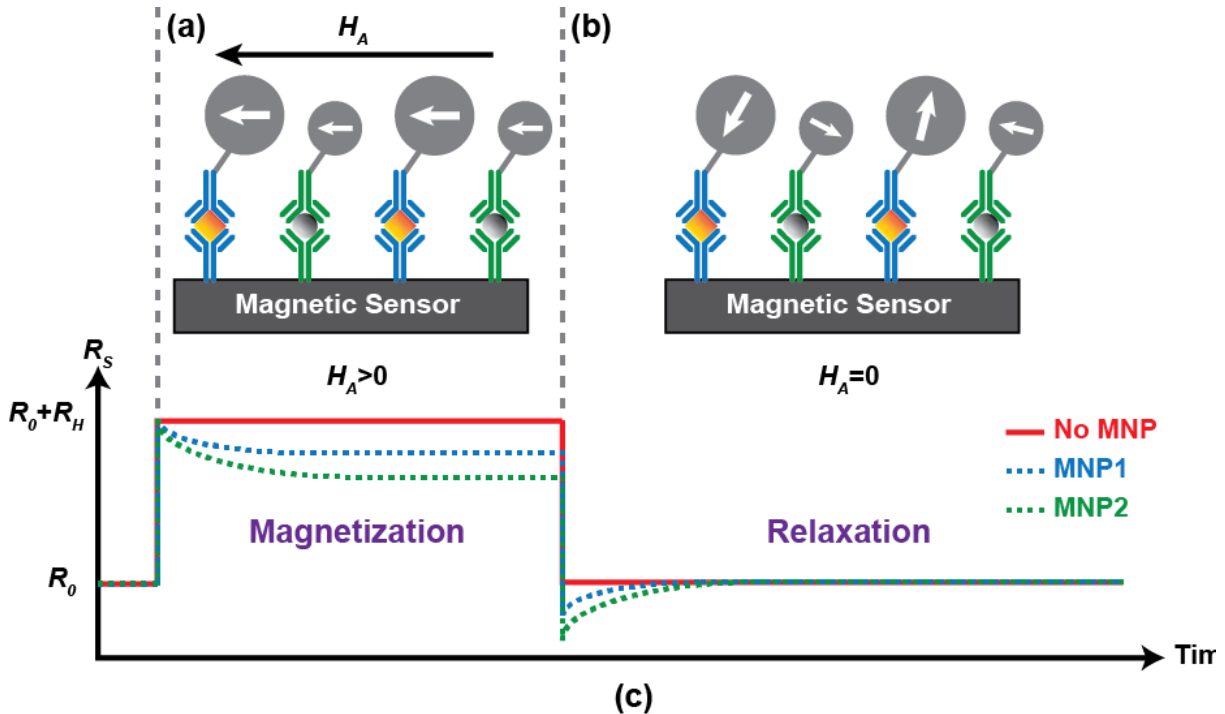 (a)
H_A
(b)
Magnetic Sensor
Magnetic Sensor
R_S
H_A>0
H_A=0
R_0+R_H
No MNP
MNP1
MNP2
Magnetization
Relaxation
R_0
Tim
(c)